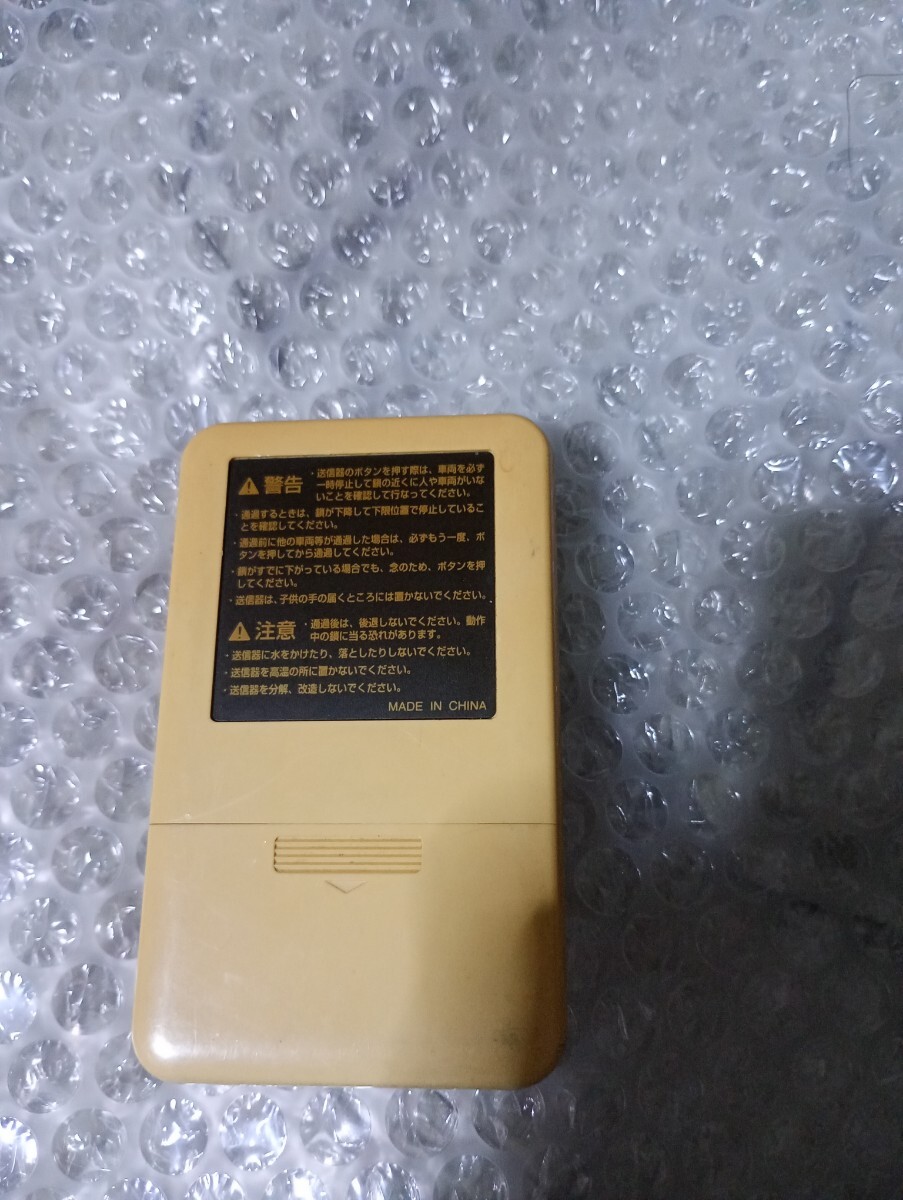 警告 ・送信器のボタンを押す際は、車両を必ず
一時停止して鎖の近くに人や車両がいな
いことを確認して行なってください。
・通過するときは、鎖が下降して下限位置で停止しているこ
とを確認してください。
・通過前に他の車両等が通過した場合は、必ずもう一度、ボ
タンを押してから通過してください。
・鎖がすでに下がっている場合でも、念のため、ボタンを押
してください。
・送信器は、子供の手の届くところには置かないでください。
注意 ・通過後は、後退しないでください。動作
中の鎖に当る恐れがあります。
・送信器に水をかけたり、落としたりしないでください。
・送信器を高温の所に置かないでください。
・送信器を分解、改造しないでください。
MADE IN CHINA